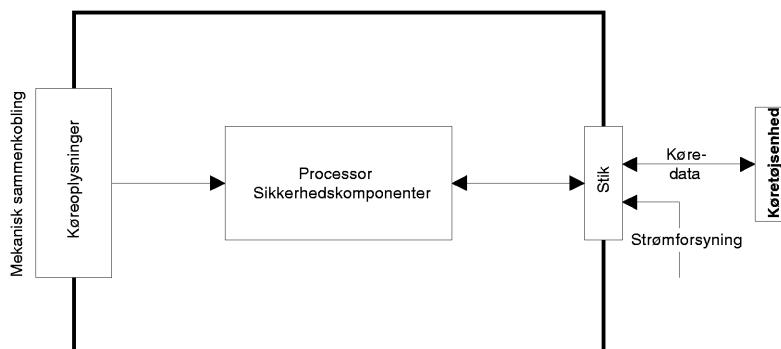 Mekanisk sammenkobling
Køreoplysninger
Processor
Sikkerhedskomponenter
Stik
Køre-
data
Strømforsyning
Køretøjsenhed